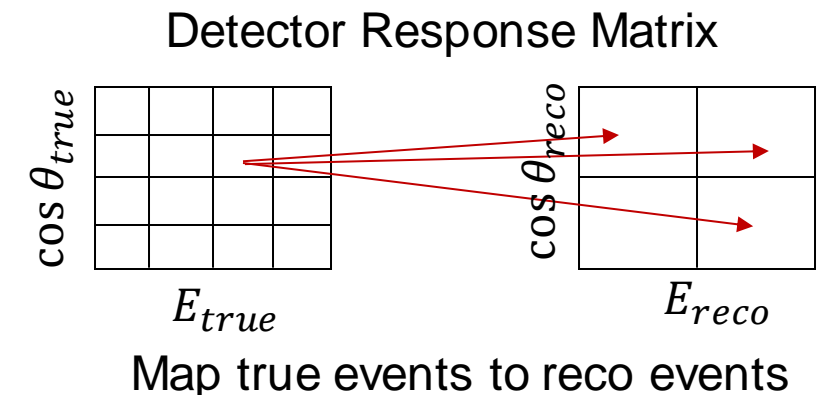 Detector Response Matrix
cos θ_true
cos θ_reco
E_true
E_reco
Map true events to reco events